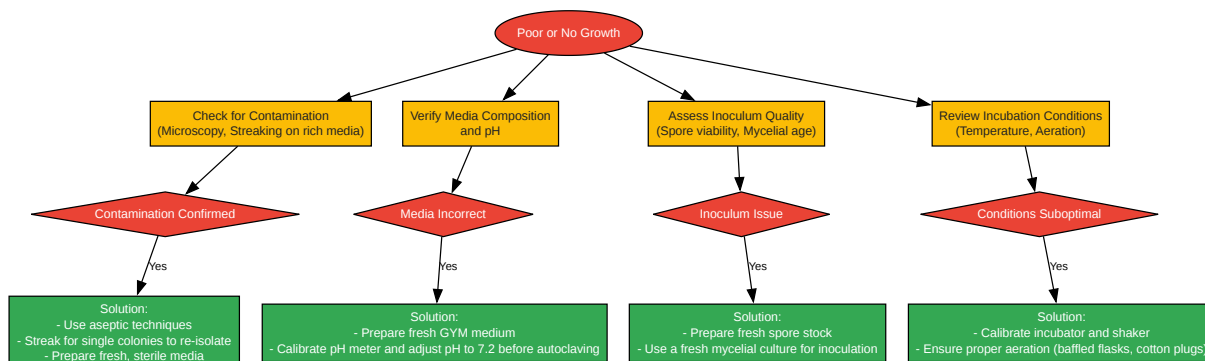 Poor or No Growth
Check for Contamination
(Microscopy, Streaking on rich media)
Verify Media Composition
and pH
Assess Inoculum Quality
(Spore viability, Mycelial age)
Review Incubation Conditions
(Temperature, Aeration)
Contamination Confirmed
Media Incorrect
Inoculum Issue
Conditions Suboptimal
Yes
Yes
Yes
Yes
Solution:
- Use aseptic techniques
- Streak for single colonies to re-isolate
- Prepare fresh, sterile media
Solution:
- Prepare fresh GYM medium
- Calibrate pH meter and adjust pH to 7.2 before autoclaving
Solution:
- Prepare fresh spore stock
- Use a fresh mycelial culture for inoculation
Solution:
- Calibrate incubator and shaker
- Ensure proper aeration (baffled flasks, cotton plugs)